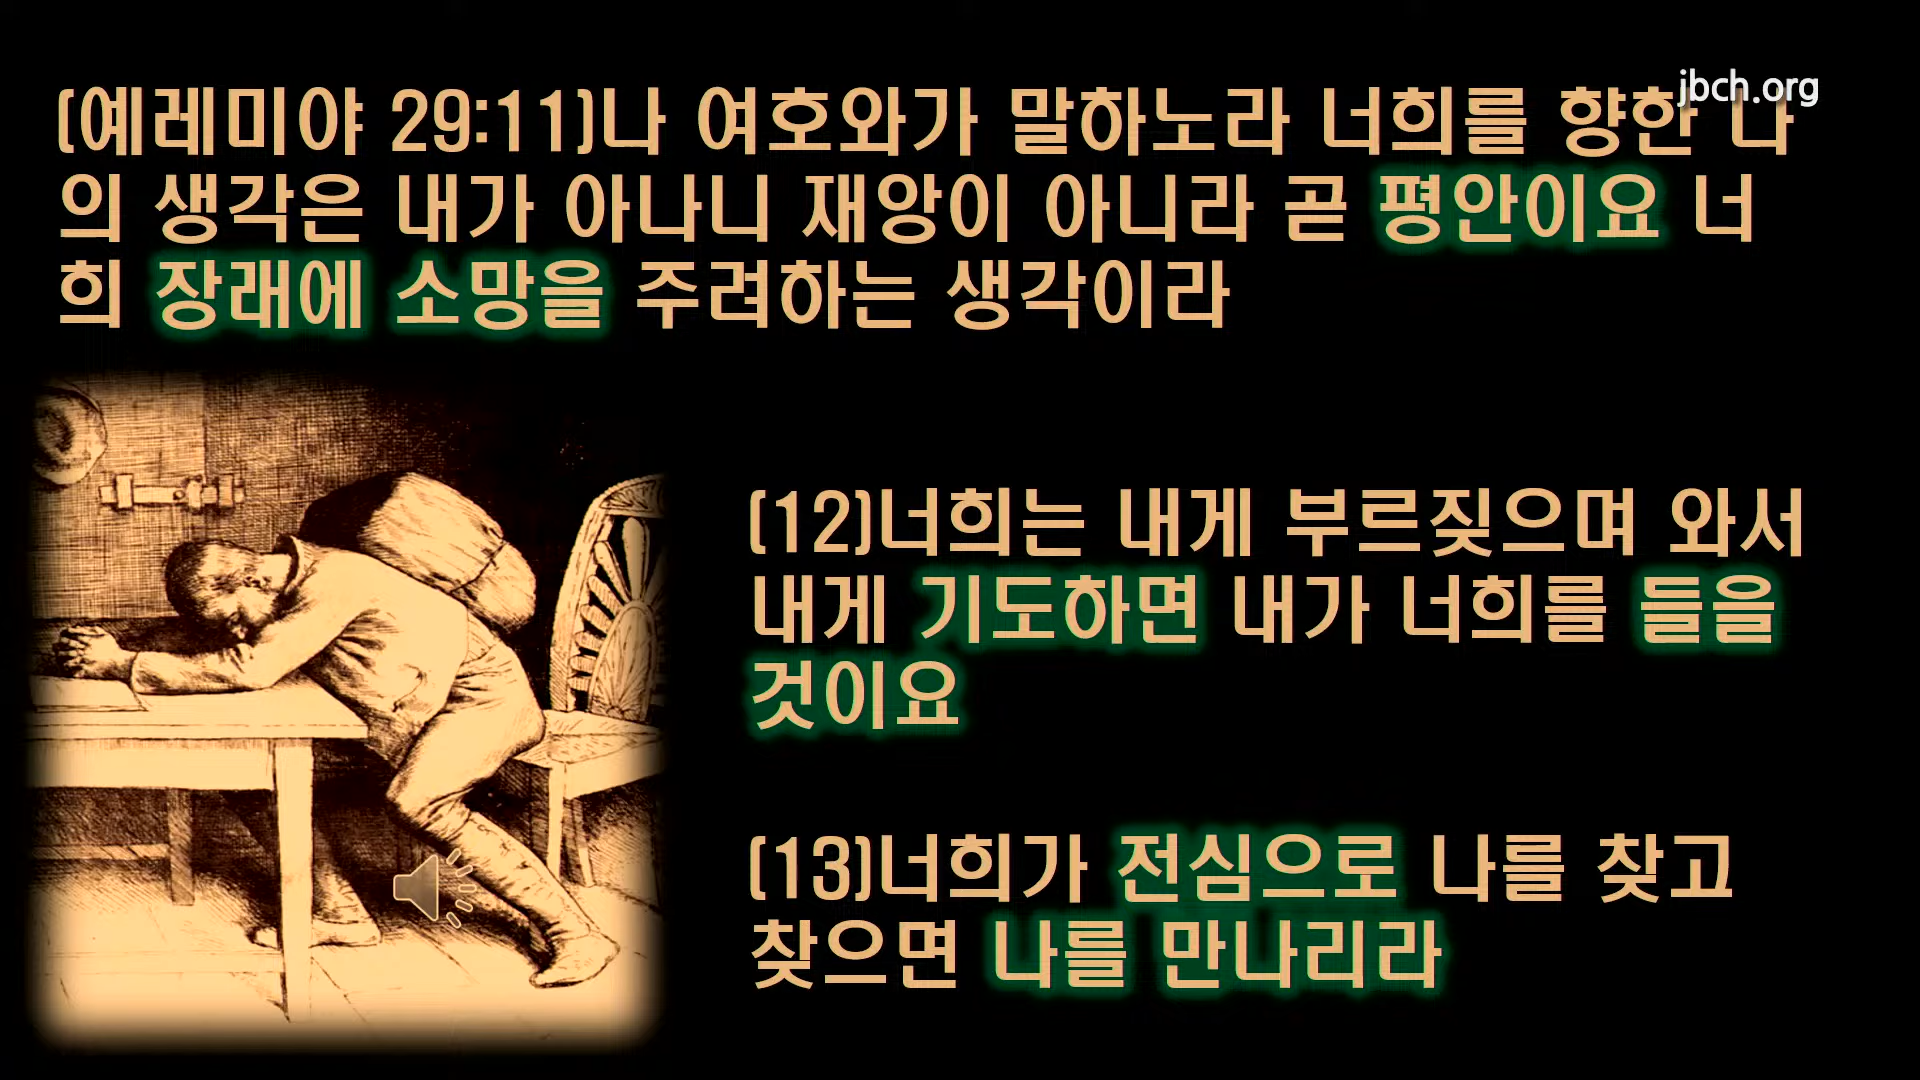 jbch.org
(예레미야 29:11)나 여호와가 말하노라 너희를 향한 나
의 생각은 내가 아나니 재앙이 아니라 곧 평안이요 너
희 장래에 소망을 주려하는 생각이라
(12)너희는 내게 부르짖으며 와서
내게 기도하면 내가 너희를 들을
것이요
(13)너희가 전심으로 나를 찾고
찾으면 나를 만나리라